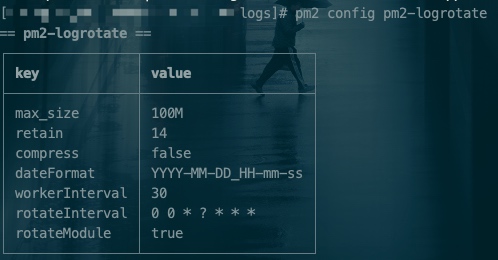 [ logs]# pm2 config pm2-logrotate
== pm2-logrotate ==
key value
max_size 100M
retain 14
compress false
dateFormat YYYY-MM-DD_HH-mm-ss
workerInterval 30
rotateInterval 0 0 * ? * * *
rotateModule true